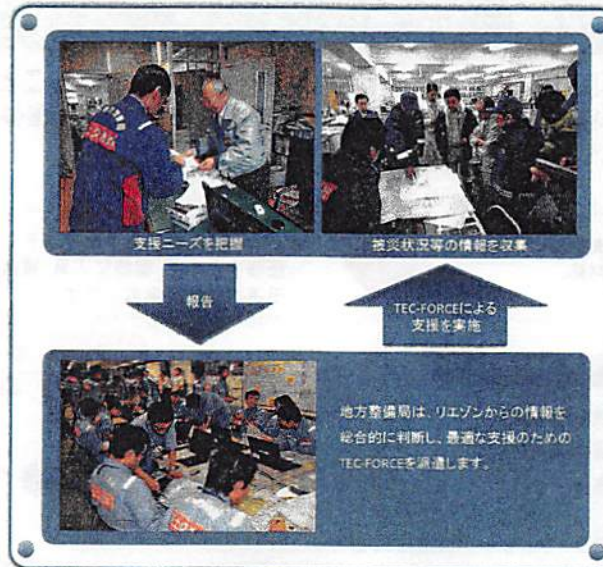 支援ニーズを把握
被災状況等の情報を収集
報告
TEC-FORCEによる
支援を実施
地方整備局は、リエゾンからの情報を
総合的に判断し、最適な支援のための
TEC-FORCEを派遣します。